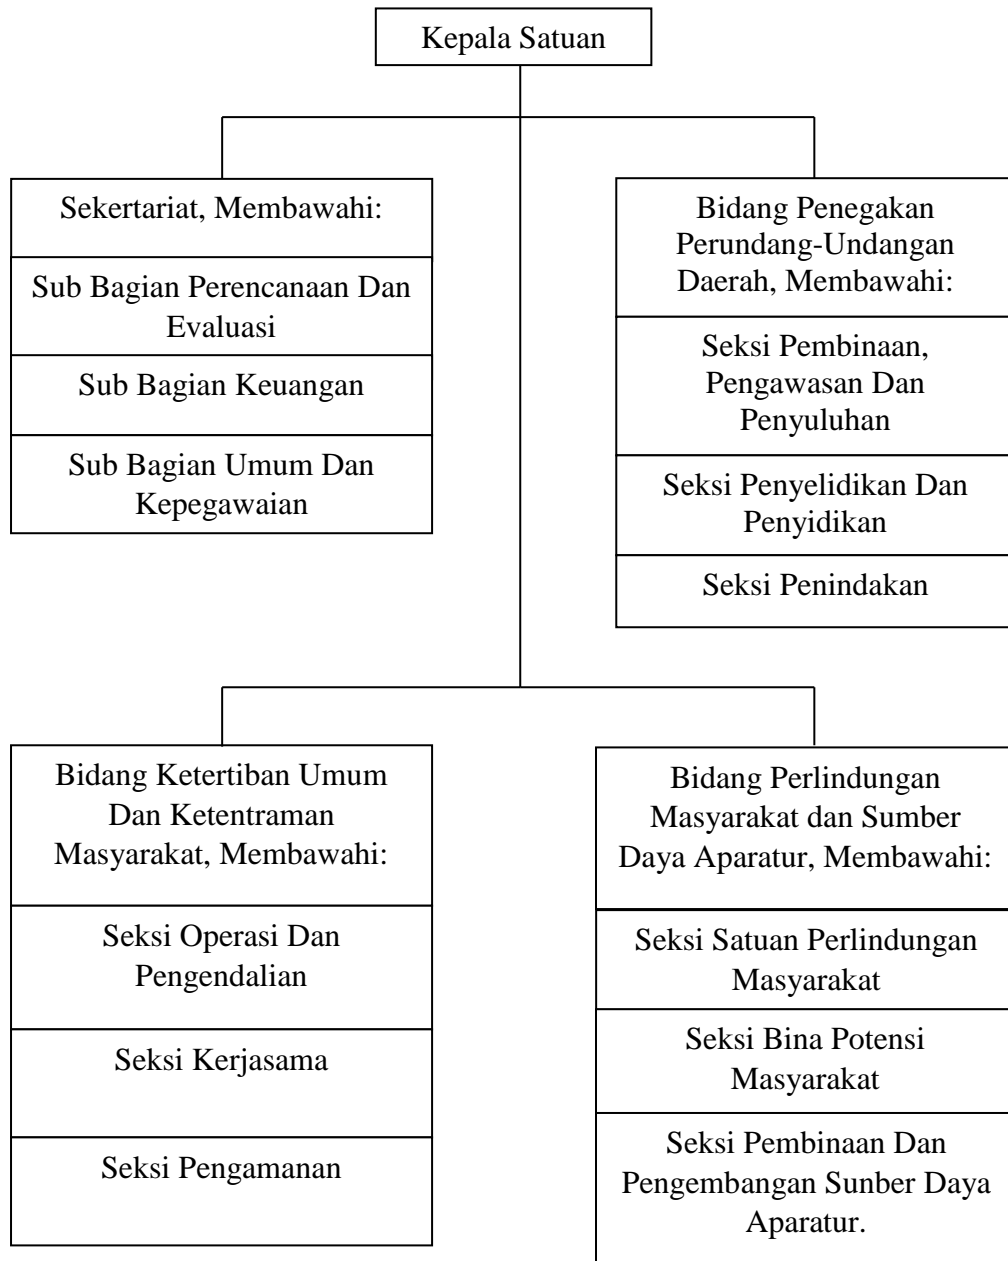 Kepala Satuan
Sekertariat, Membawahi:
Sub Bagian Perencanaan Dan
Evaluasi
Sub Bagian Keuangan
Sub Bagian Umum Dan
Kepegawaian
Bidang Penegakan
Perundang-Undangan
Daerah, Membawahi:
Seksi Pembinaan,
Pengawasan Dan
Penyuluhan
Seksi Penyelidikan Dan
Penyidikan
Seksi Penindakan
Bidang Ketertiban Umum
Dan Ketentraman
Masyarakat, Membawahi:
Seksi Operasi Dan
Pengendalian
Seksi Kerjasama
Seksi Pengamanan
Bidang Perlindungan
Masyarakat dan Sumber
Daya Aparatur, Membawahi:
Seksi Satuan Perlindungan
Masyarakat
Seksi Bina Potensi
Masyarakat
Seksi Pembinaan Dan
Pengembangan Sunber Daya
Aparatur.